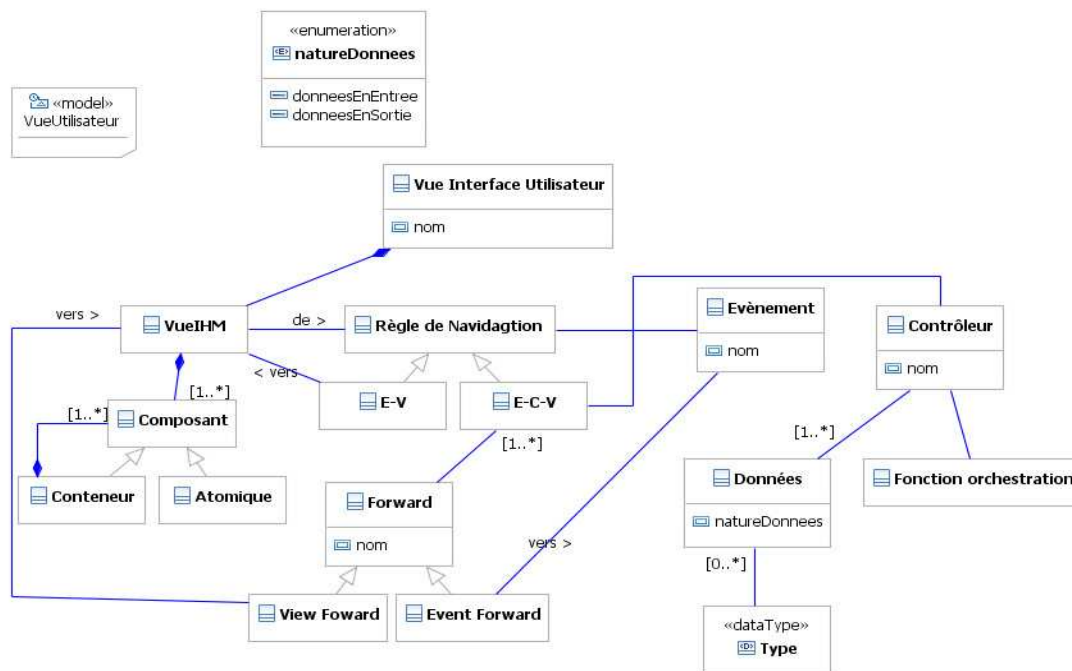 «enumeration»
natureDonnees
donneesEnEntree
donneesEnSortie
«model»
VueUtilisateur
Vue Interface Utilisateur
nom
vers >
VueIHM
de >
Règle de Navidagtion
Evènement
nom
Contrôleur
nom
< vers
[1..*]
[1..*]
Composant
E-V
E-C-V
[1..*]
[1..*]
Conteneur
Atomique
Données
natureDonnees
Fonction orchestration
Forward
nom
vers >
[0..*]
View Foward
Event Forward
«dataType»
Type